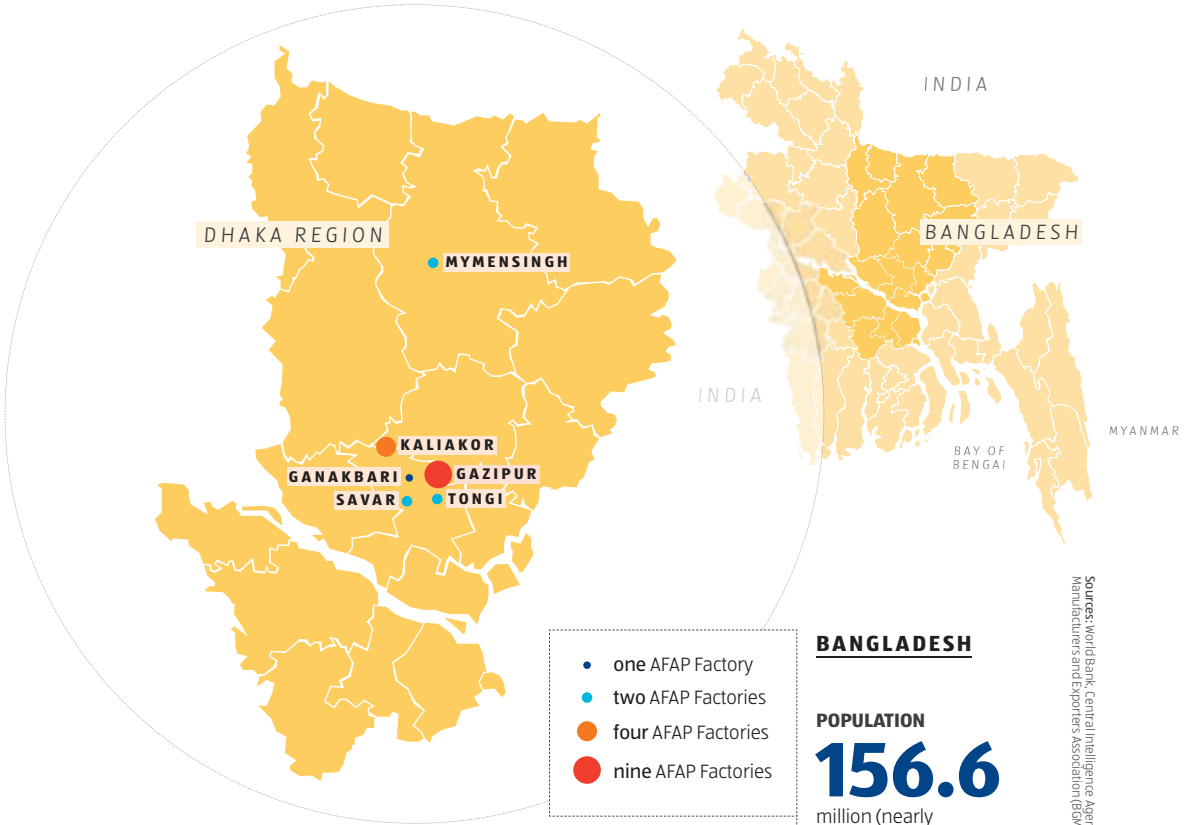 INDIA
DHAKA REGION
BANGLADESH
MYMENSINGH
INDIA
MYANMAR
BAY OF
BENGAI
KALIAKOR
GANAKBARI
GAZIPUR
SAVAR
TONGI
one AFAP Factory
two AFAP Factories
four AFAP Factories
nine AFAP Factories
BANGLADESH
POPULATION
156.6
million (nearly
Sources: World Bank, Central Intelligence Agen
Manufacturers and Exporters Association (BGM